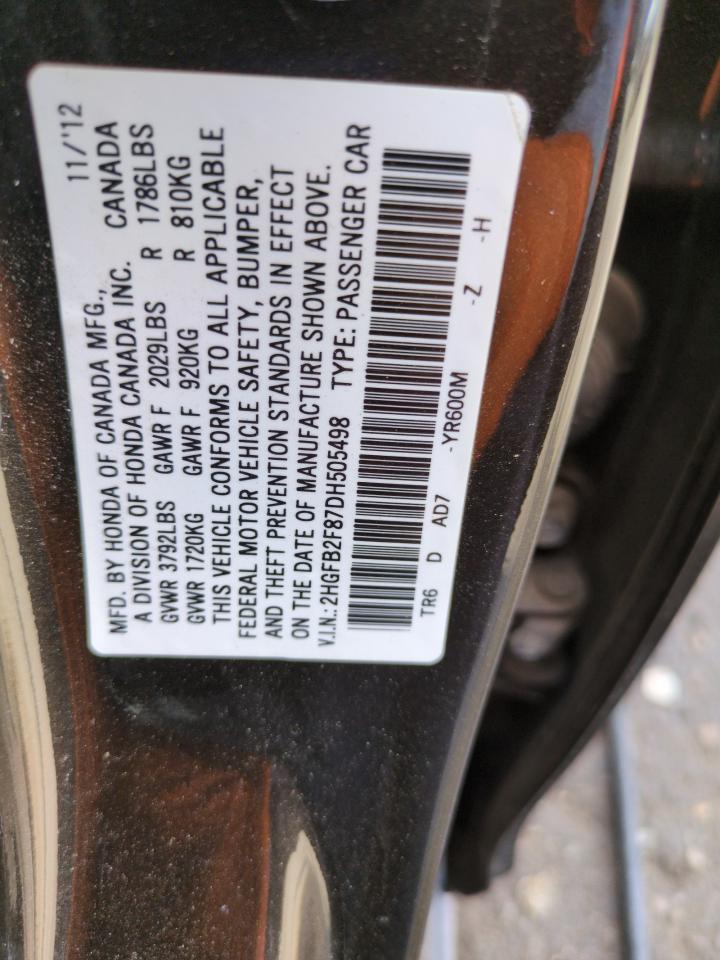 MFD. BY HONDA OF CANADA MFG., 11/'12
A DIVISION OF HONDA CANADA INC. CANADA
GVWR 3792LBS GAWR F 2029LBS R 1786LBS
GVWR 1720KG GAWR F 920KG R 810KG
THIS VEHICLE CONFORMS TO ALL APPLICABLE
FEDERAL MOTOR VEHICLE SAFETY, BUMPER,
AND THEFT PREVENTION STANDARDS IN EFFECT
ON THE DATE OF MANUFACTURE SHOWN ABOVE.
V.I.N.: 2HGFB2F87DH505498 TYPE: PASSENGER CAR
TR6 D AD7 -YR600M -Z -H